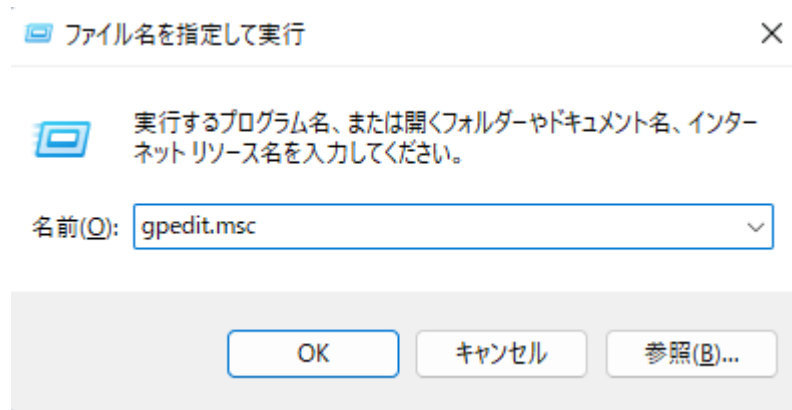 ファイル名を指定して実行
実行するプログラム名、または開くフォルダーやドキュメント名、インター
ネット リソース名を入力してください。
名前(O): gpedit.msc
OK キャンセル 参照(B)...